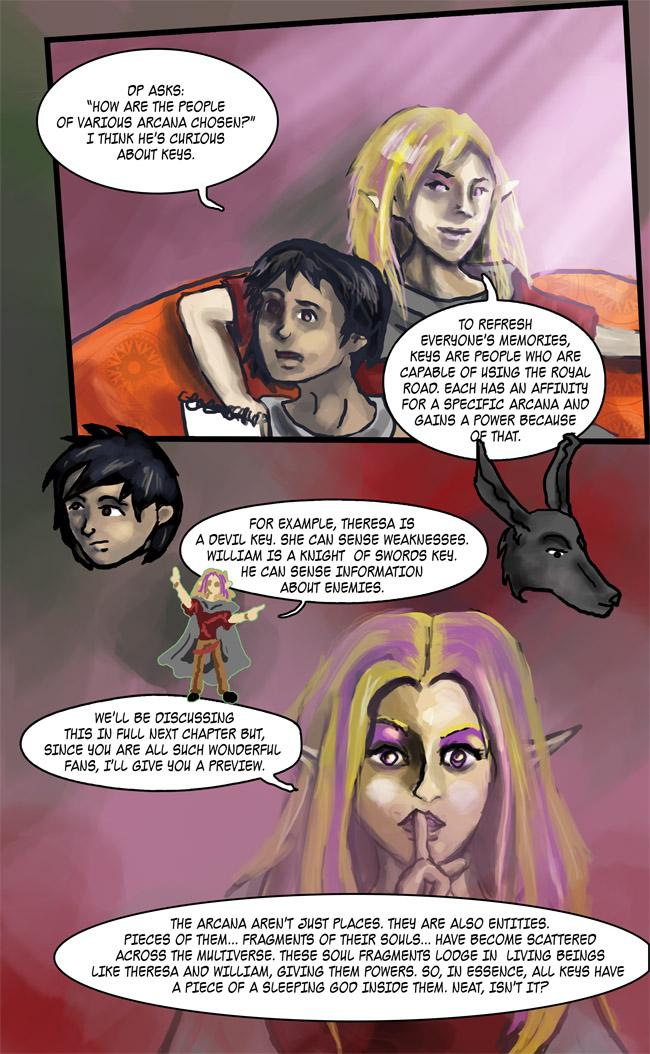 DP ASKS:
"HOW ARE THE PEOPLE
OF VARIOUS ARCANA CHOSEN?"
I THINK HE'S CURIOUS
ABOUT KEYS.
TO REFRESH
EVERYONE'S MEMORIES,
KEYS ARE PEOPLE WHO ARE
CAPABLE OF USING THE ROYAL
ROAD. EACH HAS AN AFFINITY
FOR A SPECIFIC ARCANA AND
GAINS A POWER BECAUSE
OF THAT.
FOR EXAMPLE, THERESA IS
A DEVIL KEY. SHE CAN SENSE WEAKNESSES.
WILLIAM IS A KNIGHT OF SWORDS KEY.
HE CAN SENSE INFORMATION
ABOUT ENEMIES.
WE'LL BE DISCUSSING
THIS IN FULL NEXT CHAPTER BUT,
SINCE YOU ARE ALL SUCH WONDERFUL
FANS, I'LL GIVE YOU A PREVIEW.
THE ARCANA AREN'T JUST PLACES. THEY ARE ALSO ENTITIES.
PIECES OF THEM... FRAGMENTS OF THEIR SOULS... HAVE BECOME SCATTERED
ACROSS THE MULTIVERSE. THESE SOUL FRAGMENTS LODGE IN LIVING BEINGS
LIKE THERESA AND WILLIAM, GIVING THEM POWERS. SO, IN ESSENCE, ALL KEYS HAVE
A PIECE OF A SLEEPING GOD INSIDE THEM. NEAT, ISN'T IT?